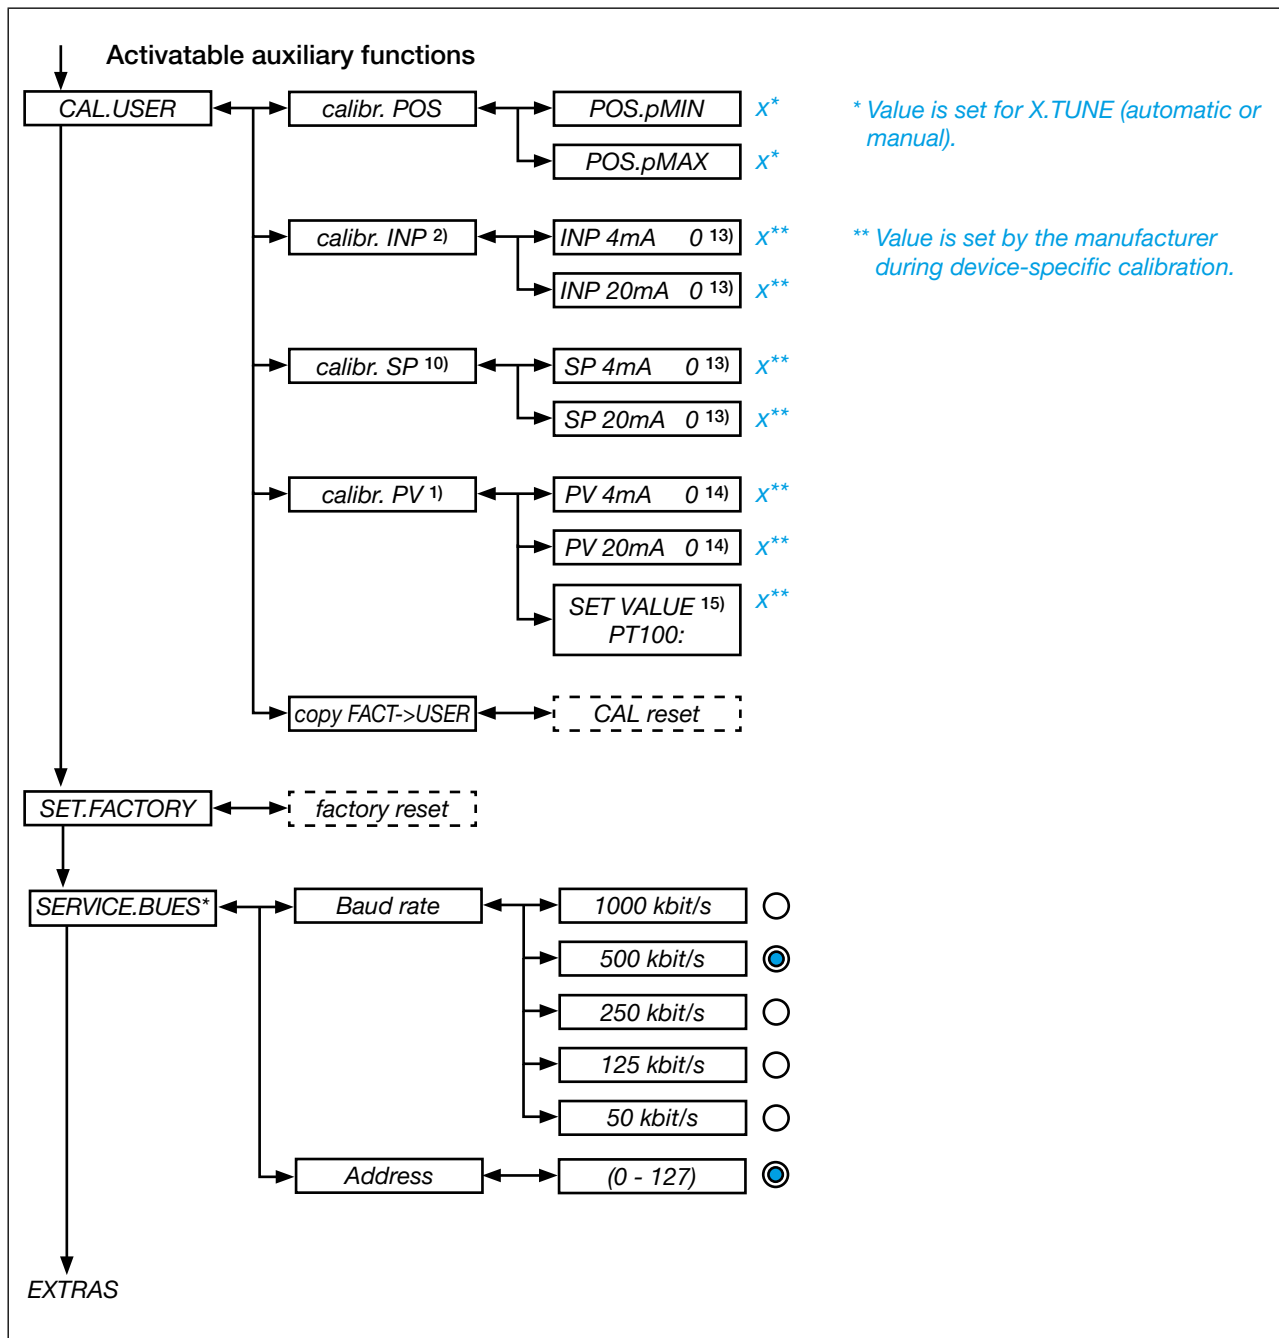 Activatable auxiliary functions
CAL.USER
calibr. POS
POS.pMIN
x*
* Value is set for X.TUNE (automatic or
manual).
POS.pMAX
x*
calibr. INP 2)
INP 4mA 0 13)
x**
** Value is set by the manufacturer
during device-specific calibration.
INP 20mA 0 13)
x**
calibr. SP 10)
SP 4mA 0 13)
x**
SP 20mA 0 13)
x**
calibr. PV 1)
PV 4mA 0 14)
x**
PV 20mA 0 14)
x**
SET VALUE 15)
PT100:
x**
copy FACT->USER
CAL reset
SET.FACTORY
factory reset
SERVICE.BUES*
Baud rate
1000 kbit/s
500 kbit/s
250 kbit/s
125 kbit/s
50 kbit/s
Address
(0 - 127)
EXTRAS